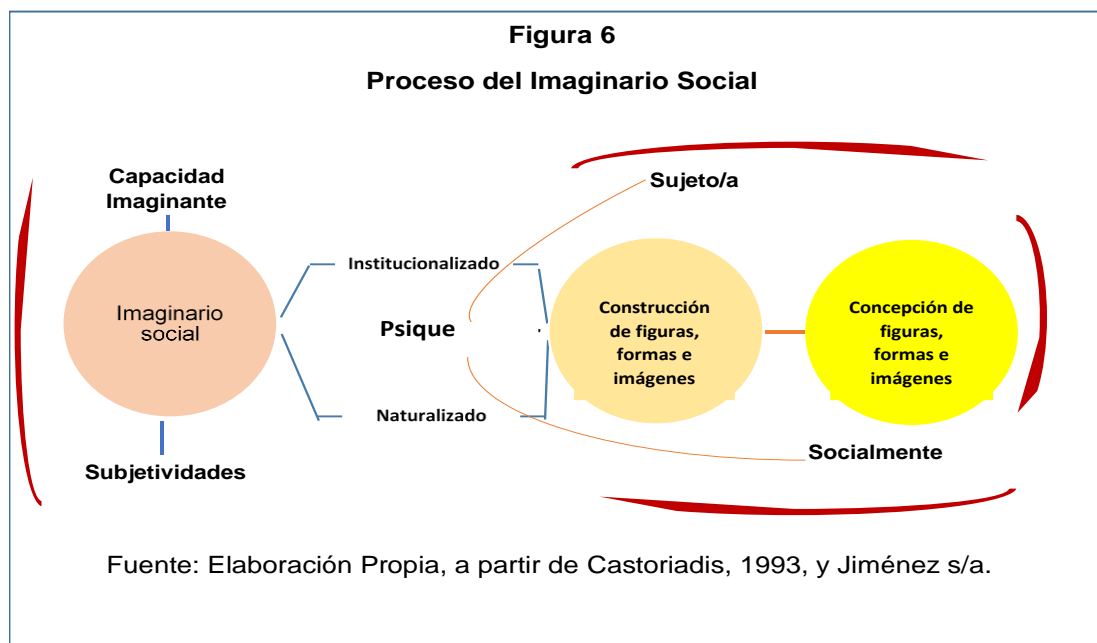 Figura 6
Proceso del Imaginario Social
Capacidad
Imaginante
Imaginario
social
Subjetividades
Institucionalizado
Psique
Naturalizado
Sujeto/a
Construcción
de figuras,
formas e
imágenes
Concepción de
figuras,
formas e
imágenes
Socialmente
Fuente: Elaboración Propia, a partir de Castoriadis, 1993, y Jiménez s/a.